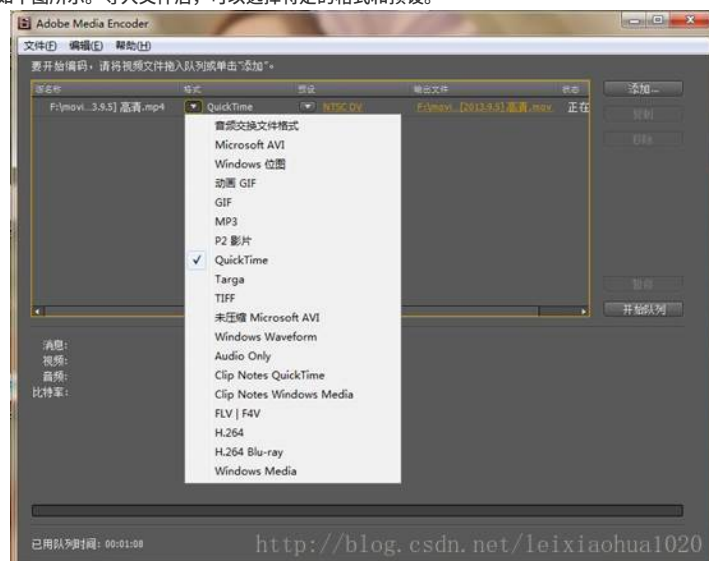 如下图所示。导入文件后，可以选择特定的格式和预设。
Adobe Media Encoder
文件(F) 编辑(E) 帮助(H)
要开始编码，请将视频文件拖入队列或单击"添加"。
源名称 格式 预设 输出文件 状态 添加...
F:\movi...3.9.5] 高清.mp4 QuickTime NTSC DV F:\movi...[2013.9.5] 高清.mov 正在
复制
移除
音频交换文件格式
Microsoft AVI
Windows 位图
动画 GIF
GIF
MP3
P2 影片
QuickTime
Targa
TIFF
暂停
未压缩 Microsoft AVI
开始队列
Windows Waveform
Audio Only
Clip Notes QuickTime
Clip Notes Windows Media
FLV | F4V
H.264
H.264 Blu-ray
Windows Media
消息:
视频:
音频:
比特率:
已用队列时间: 00:01:08
http://blog.csdn.net/leixiaohua1020